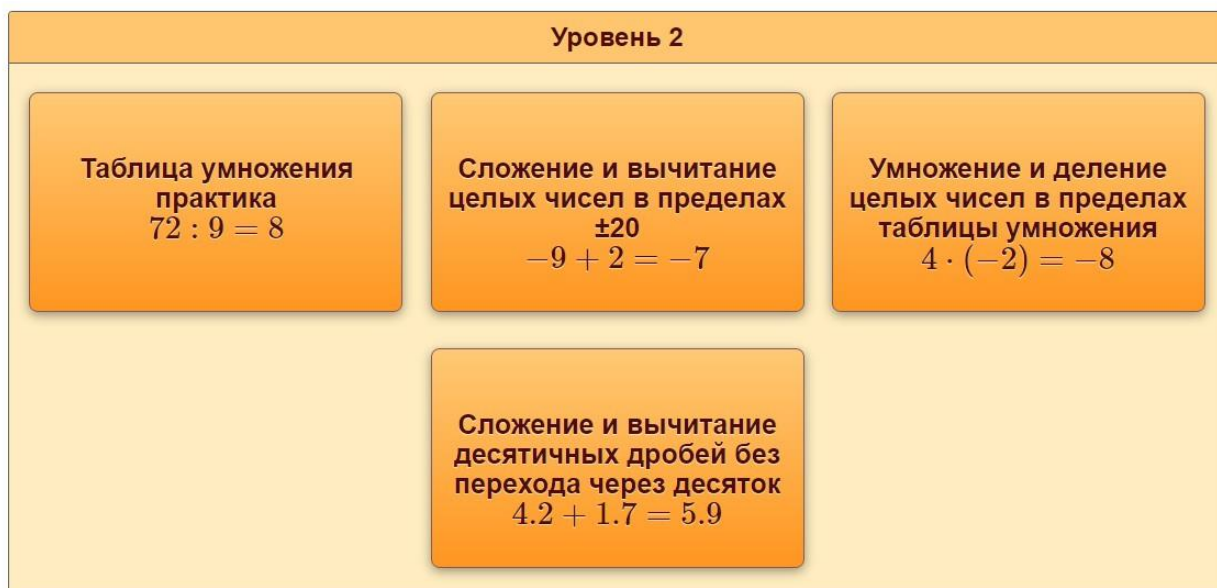 Уровень 2
Таблица умножения
практика
72 : 9 = 8
Сложение и вычитание
целых чисел в пределах
±20
−9 + 2 = −7
Умножение и деление
целых чисел в пределах
таблицы умножения
4 · (−2) = −8
Сложение и вычитание
десятичных дробей без
перехода через десяток
4.2 + 1.7 = 5.9